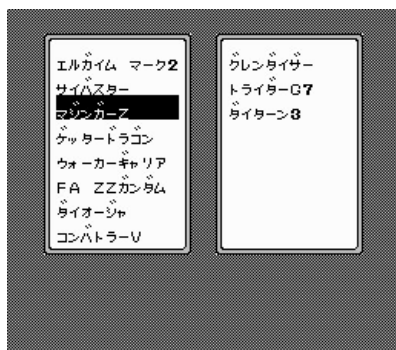 エルガイム マーク2
サイバスター
マジンガーZ
ゲッタードラゴン
ウォーカーギャリア
FA ZZガンダム
ダイオージャ
コンバトラーV
グレンダイザー
トライダーG7
ダイターン3